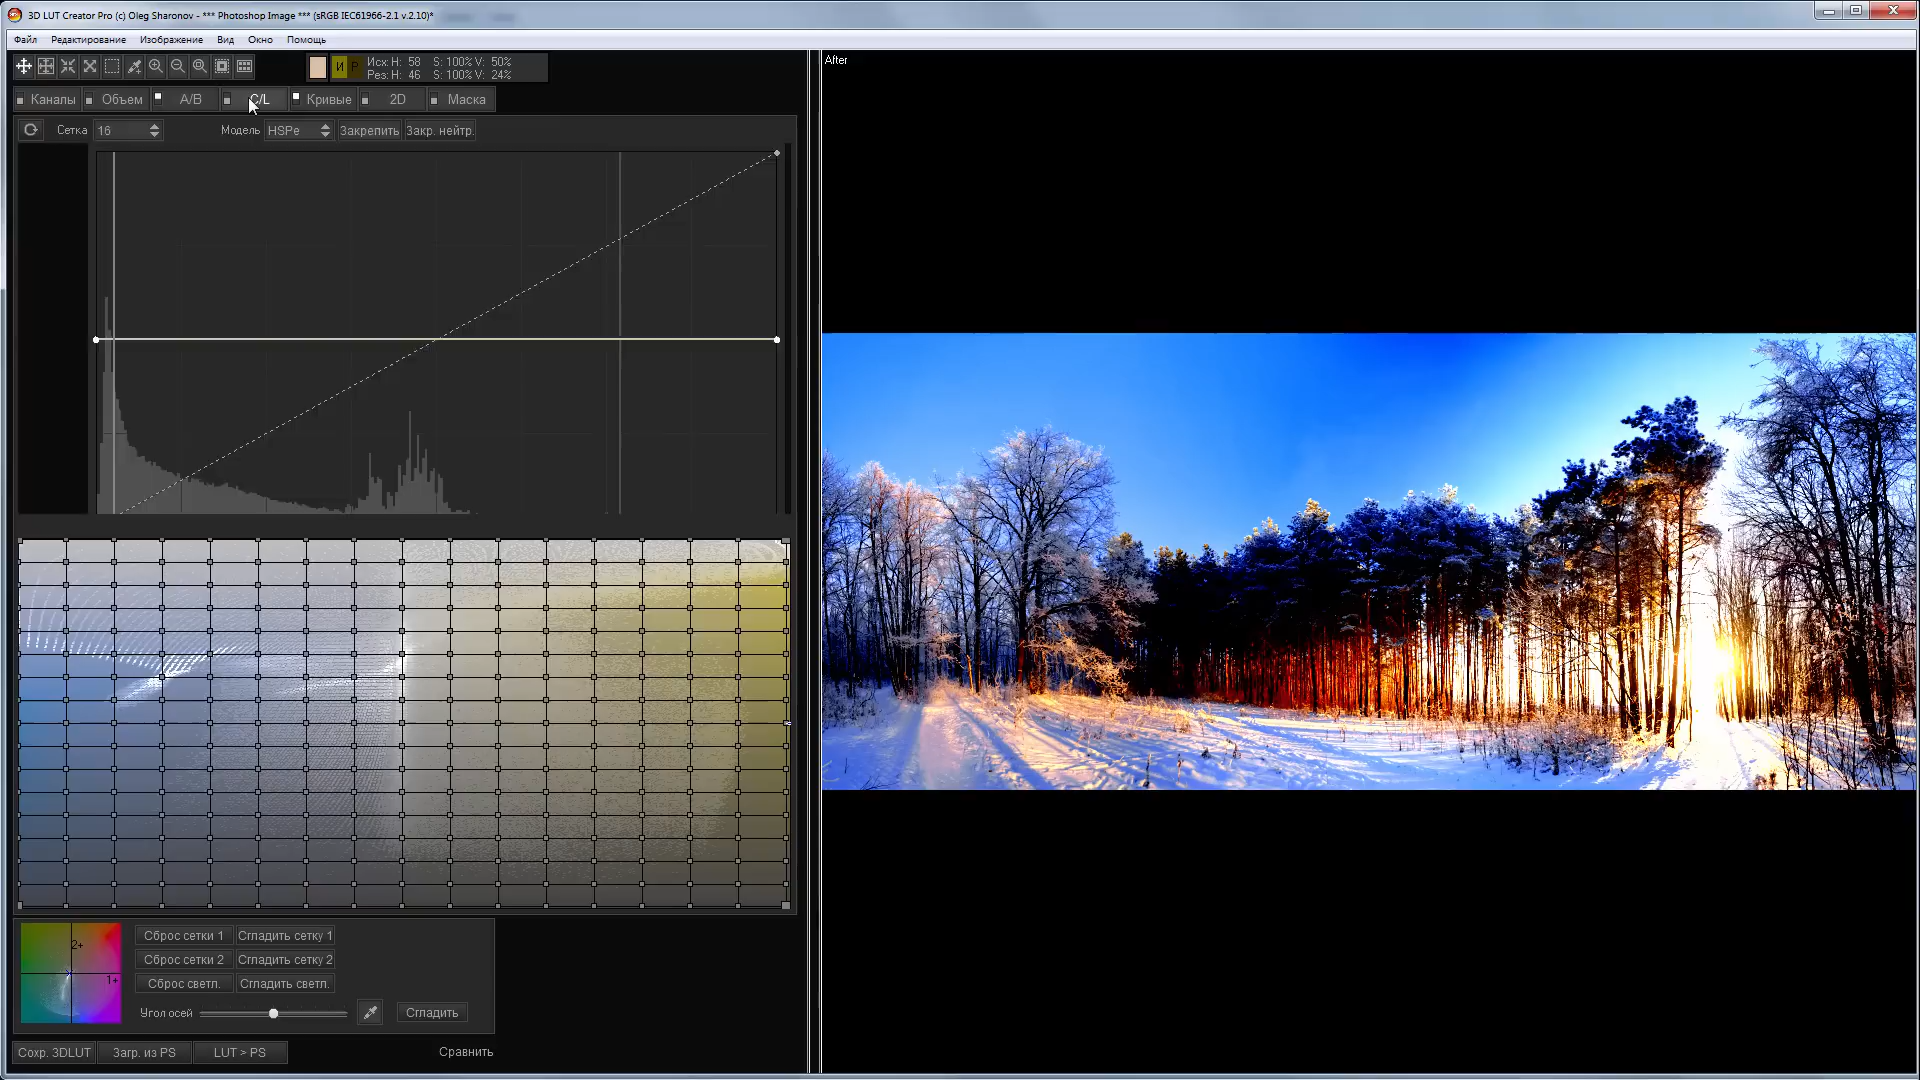 3D LUT Creator Pro (c) Oleg Sharonov - *** Photoshop Image *** (sRGB IEC61966-2.1 v.2.10)*
Файл Редактирование Изображение Вид Окно Помощь
И Р Исх: H: 58 S: 100% V: 50%
Рез: H: 46 S: 100% V: 24%
Каналы Объем A/B C/L Кривые 2D Маска
Сетка 16 Модель HSPe Закрепить Закр. нейтр.
After
2+
1+
Сброс сетки 1 Сгладить сетку 1
Сброс сетки 2 Сгладить сетку 2
Сброс светл. Сгладить светл.
Угол осей Сгладить
Сохр. 3DLUT Загр. из PS LUT > PS Сравнить